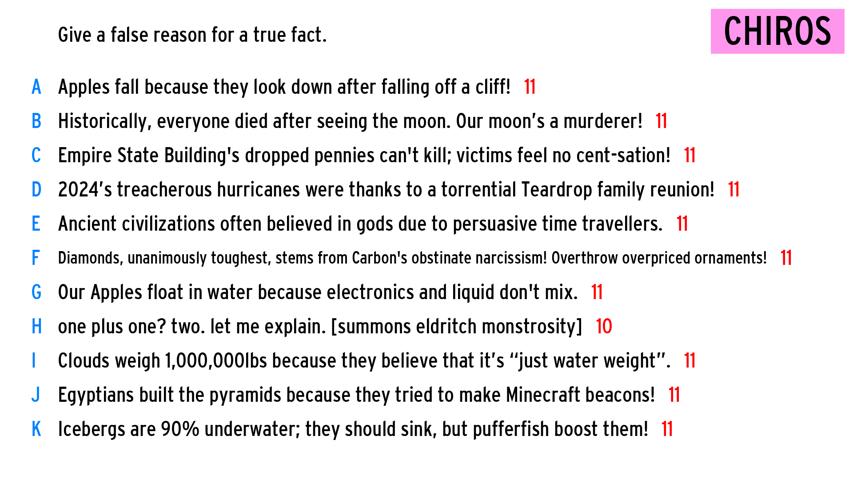 Give a false reason for a true fact.
CHIROS
A Apples fall because they look down after falling off a cliff! 11
B Historically, everyone died after seeing the moon. Our moon’s a murderer! 11
C Empire State Building's dropped pennies can't kill; victims feel no cent-sation! 11
D 2024’s treacherous hurricanes were thanks to a torrential Teardrop family reunion! 11
E Ancient civilizations often believed in gods due to persuasive time travellers. 11
F Diamonds, unanimously toughest, stems from Carbon's obstinate narcissism! Overthrow overpriced ornaments! 11
G Our Apples float in water because electronics and liquid don't mix. 11
H one plus one? two. let me explain. [summons eldritch monstrosity] 10
I Clouds weigh 1,000,000lbs because they believe that it’s “just water weight”. 11
J Egyptians built the pyramids because they tried to make Minecraft beacons! 11
K Icebergs are 90% underwater; they should sink, but pufferfish boost them! 11